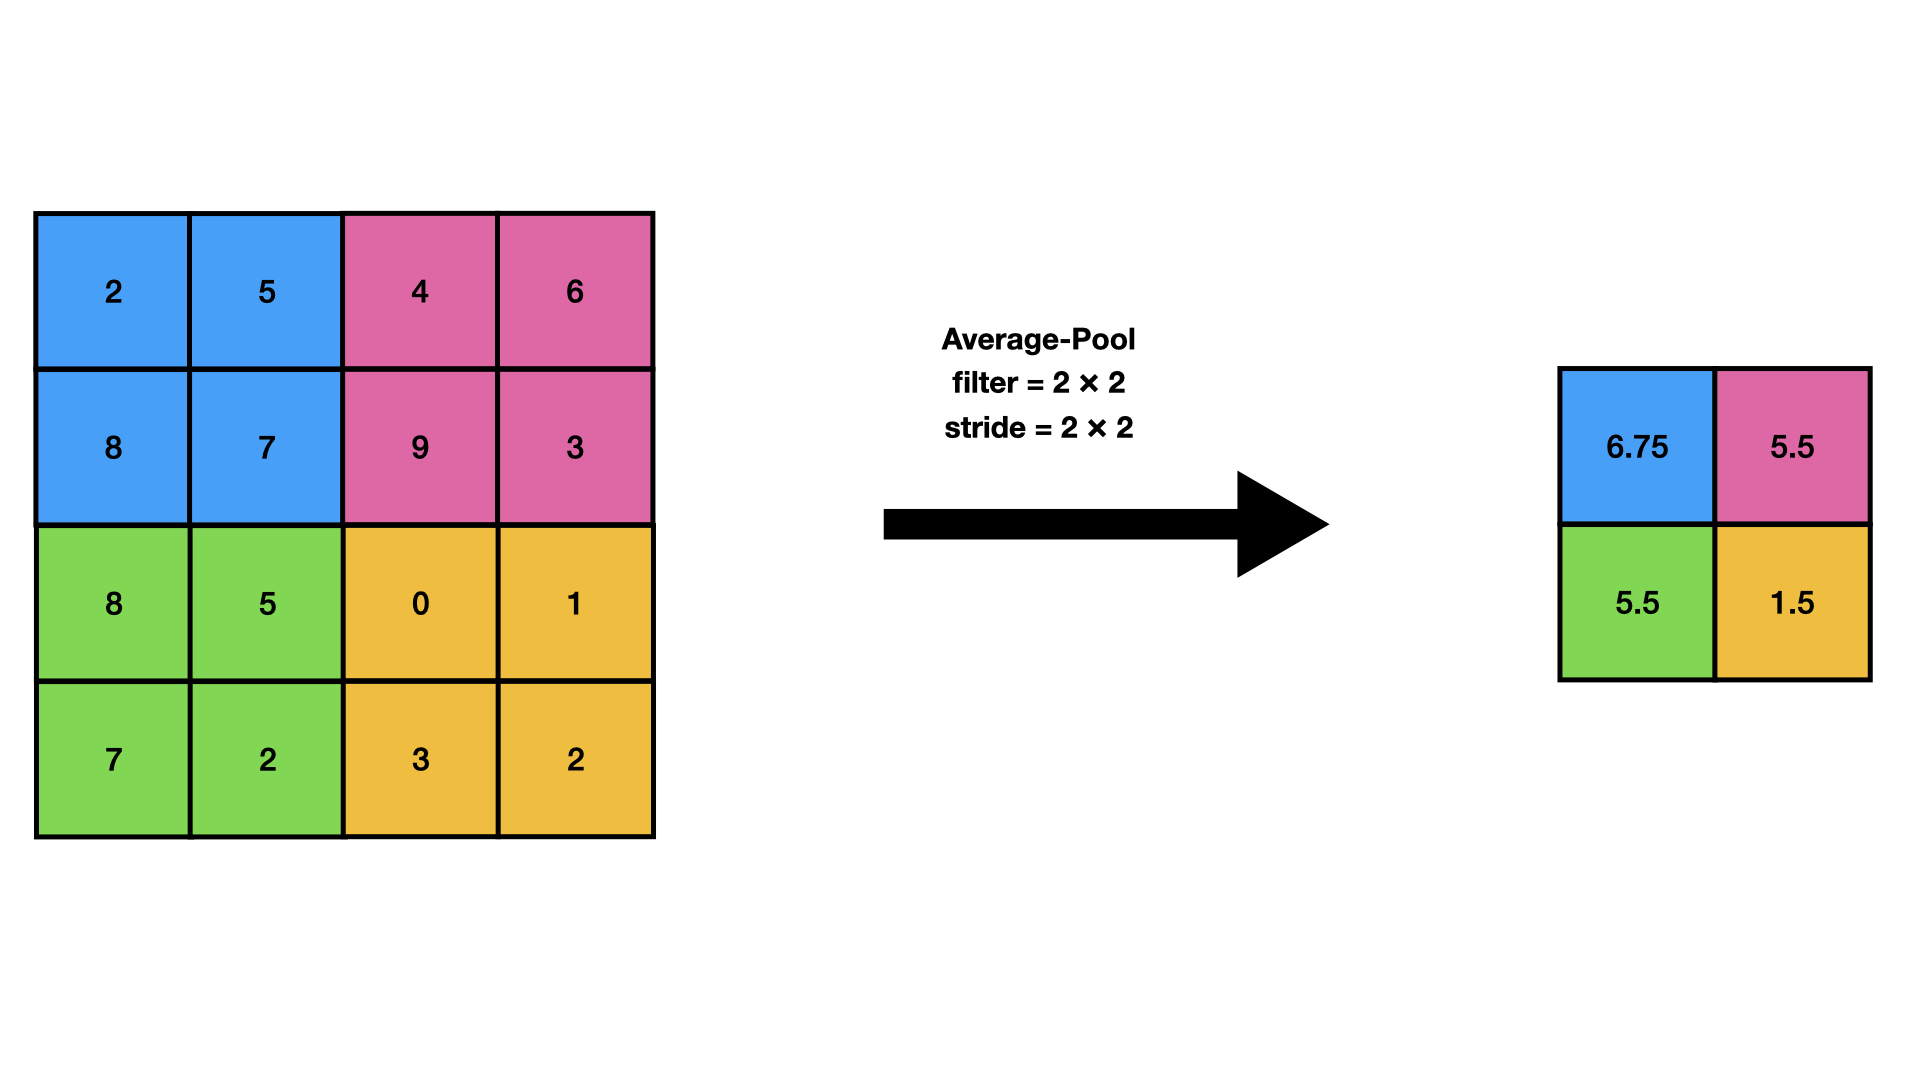 2 5 4 6
8 7 9 3
8 5 0 1
7 2 3 2
Average-Pool
filter = 2 × 2
stride = 2 × 2
6.75 5.5
5.5 1.5